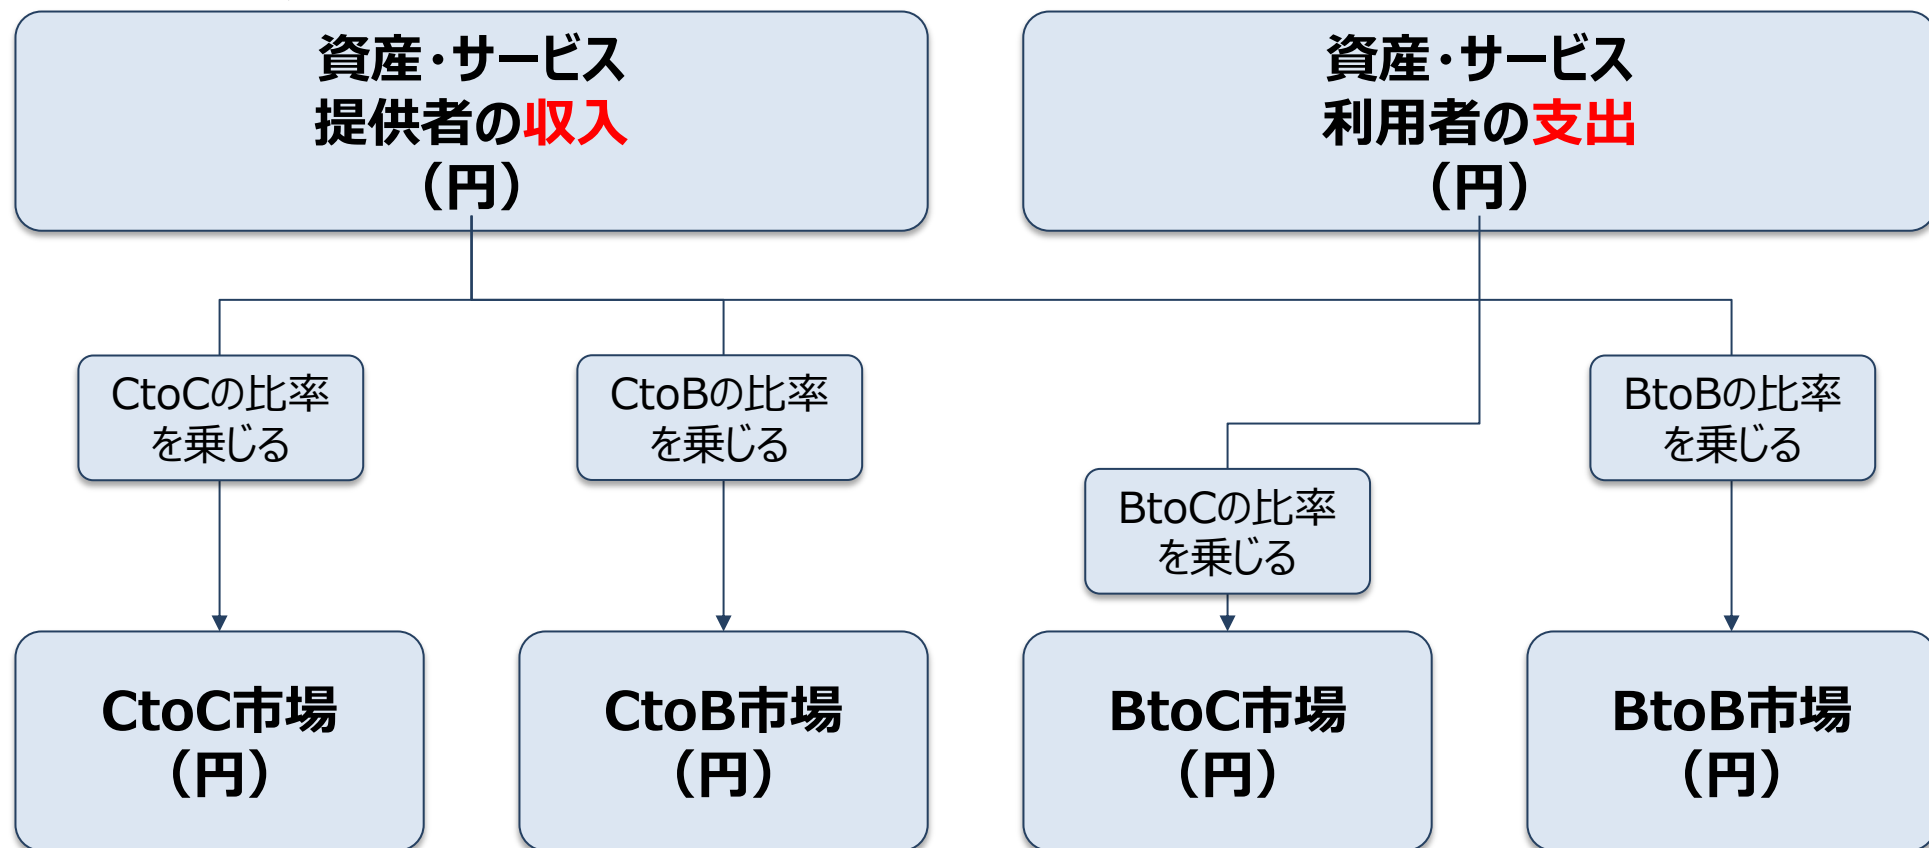 資産・サービス
提供者の収入
（円）
資産・サービス
利用者の支出
（円）
CtoCの比率
を乗じる
CtoBの比率
を乗じる
BtoCの比率
を乗じる
BtoBの比率
を乗じる
CtoC市場
（円）
CtoB市場
（円）
BtoC市場
（円）
BtoB市場
（円）